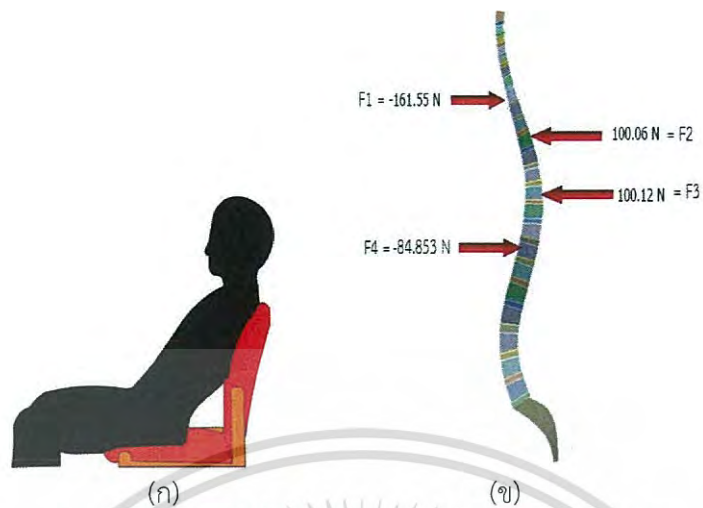 F1 = -161.55 N
100.06 N = F2
100.12 N = F3
F4 = -84.853 N
(ก)
(ข)